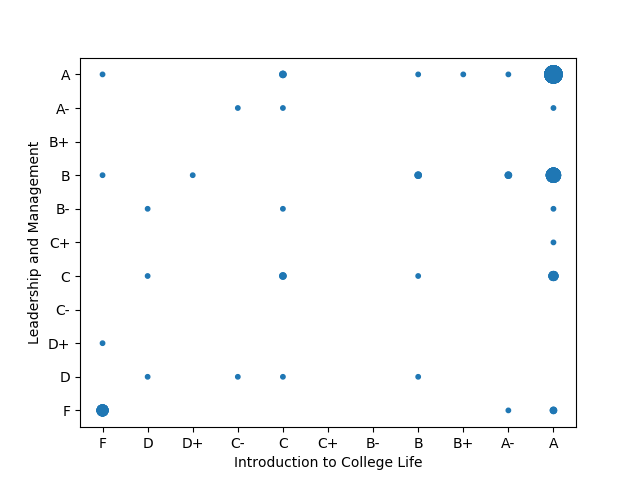 Leadership and Management
A
A-
B+
B
B-
C+
C
C-
D+
D
F
F D D+ C- C C+ B- B B+ A- A
Introduction to College Life